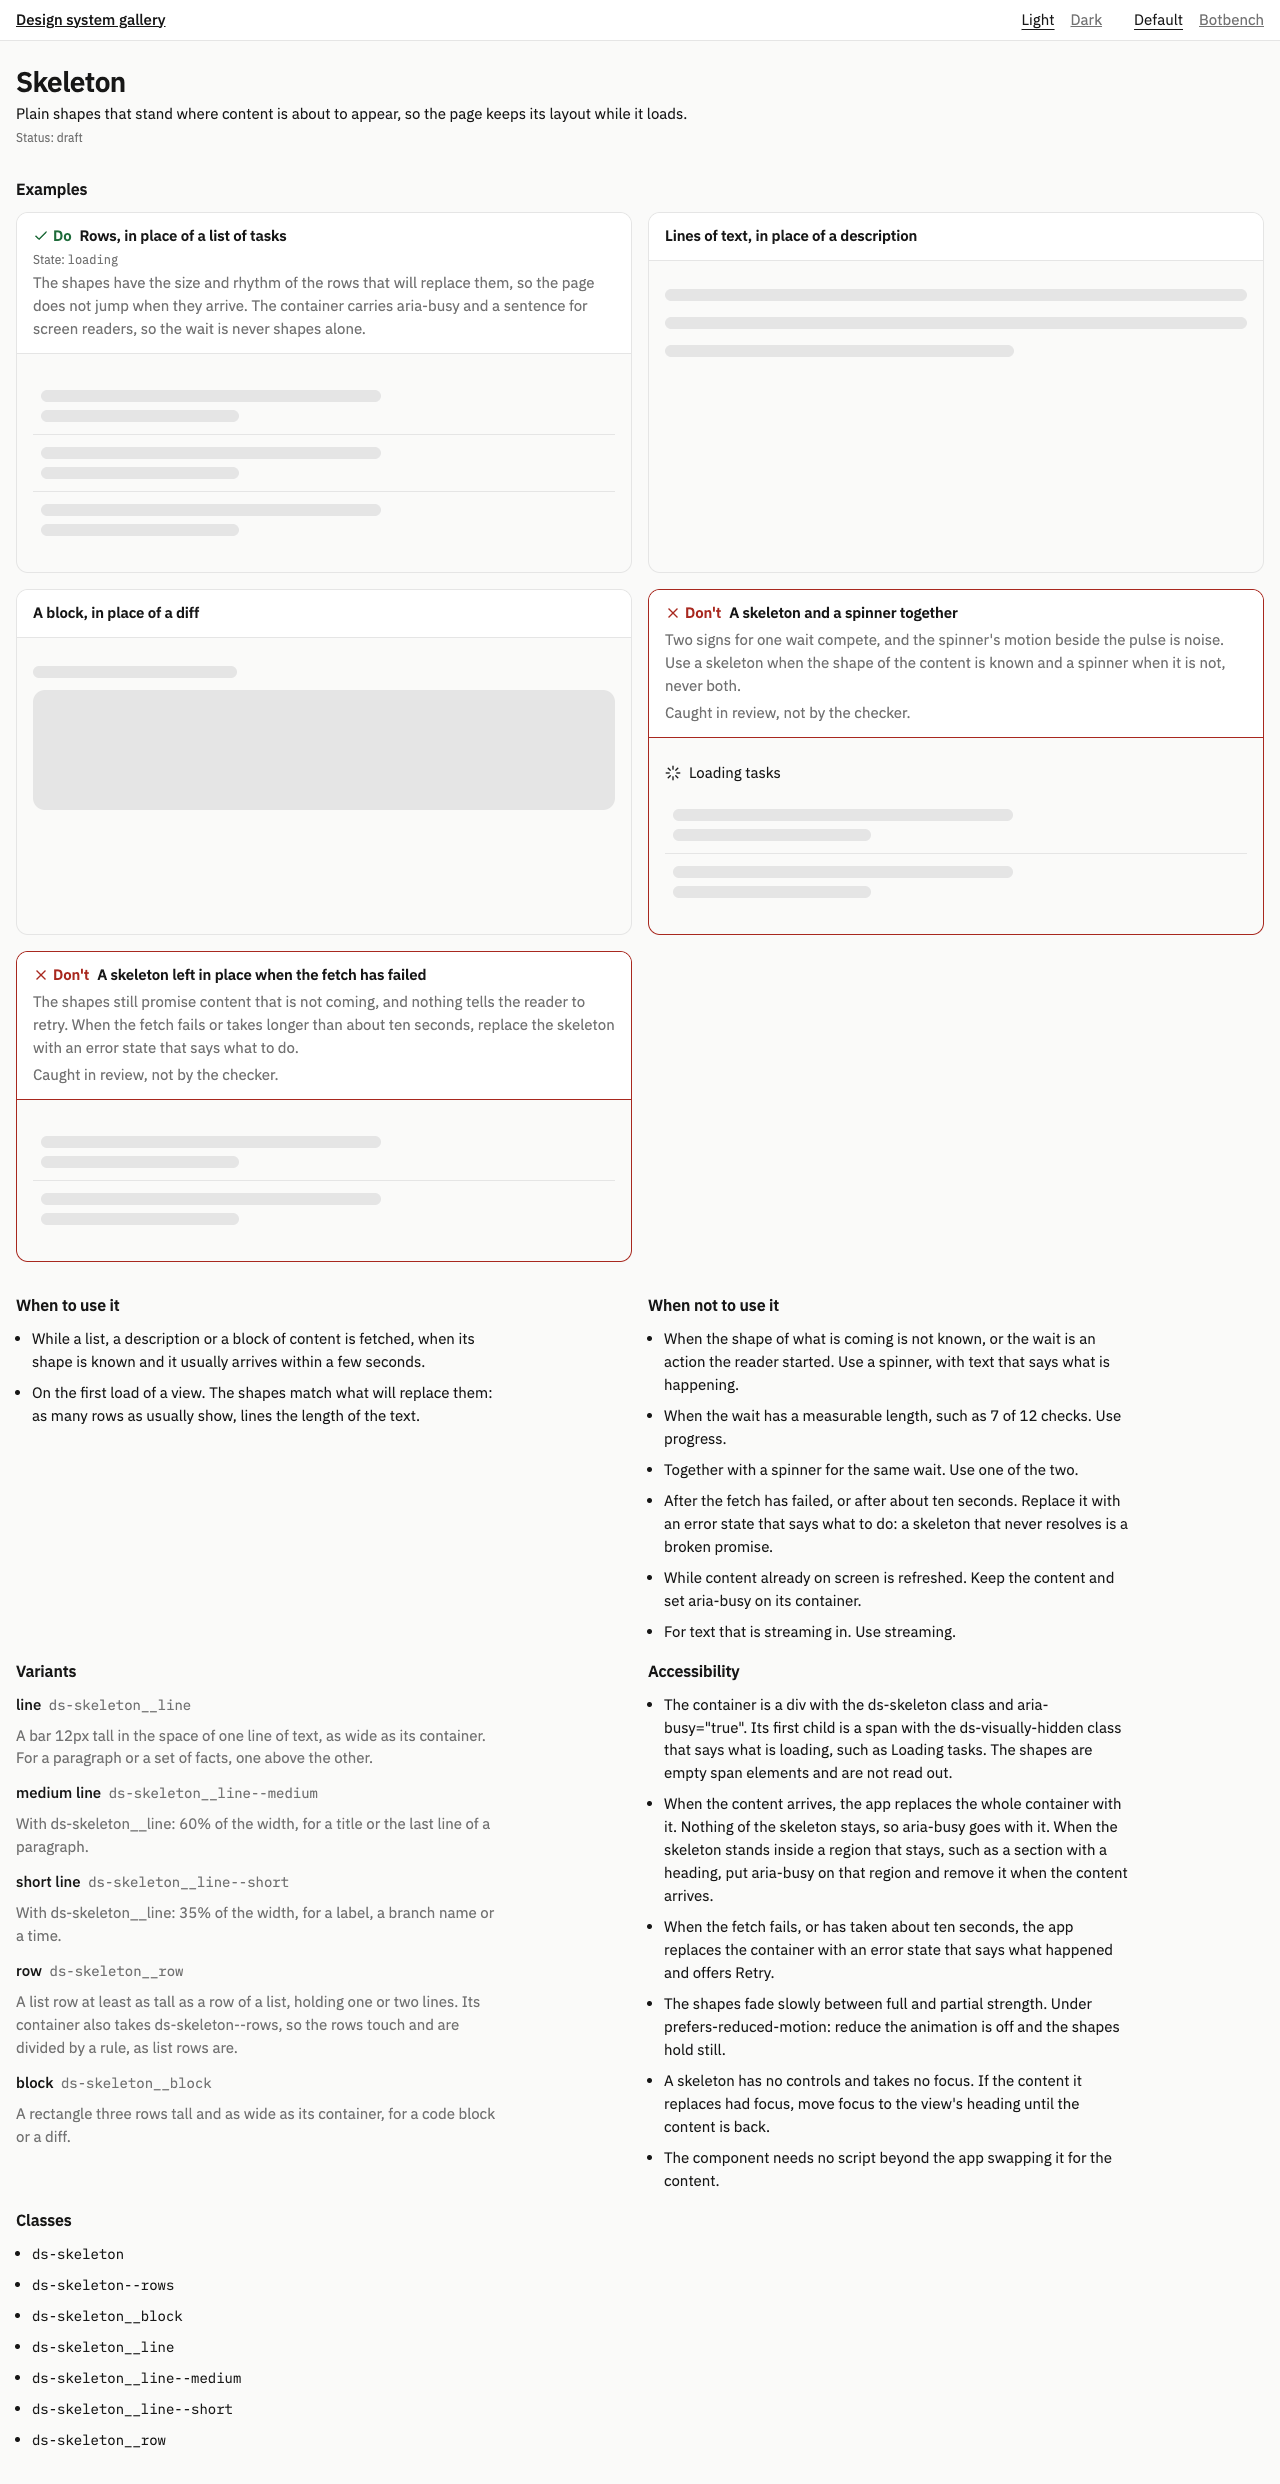 Design system gallery
Light Dark Default Botbench
Skeleton
Plain shapes that stand where content is about to appear, so the page keeps its layout while it loads.
Status: draft
Examples
Do Rows, in place of a list of tasks
State: loading
The shapes have the size and rhythm of the rows that will replace them, so the page
does not jump when they arrive. The container carries aria-busy and a sentence for
screen readers, so the wait is never shapes alone.
Lines of text, in place of a description
A block, in place of a diff
Don't A skeleton and a spinner together
Two signs for one wait compete, and the spinner's motion beside the pulse is noise.
Use a skeleton when the shape of the content is known and a spinner when it is not,
never both.
Caught in review, not by the checker.
Loading tasks
Don't A skeleton left in place when the fetch has failed
The shapes still promise content that is not coming, and nothing tells the reader to
retry. When the fetch fails or takes longer than about ten seconds, replace the skeleton
with an error state that says what to do.
Caught in review, not by the checker.
When to use it
While a list, a description or a block of content is fetched, when its
shape is known and it usually arrives within a few seconds.
On the first load of a view. The shapes match what will replace them:
as many rows as usually show, lines the length of the text.
When not to use it
When the shape of what is coming is not known, or the wait is an
action the reader started. Use a spinner, with text that says what is
happening.
When the wait has a measurable length, such as 7 of 12 checks. Use
progress.
Together with a spinner for the same wait. Use one of the two.
After the fetch has failed, or after about ten seconds. Replace it with
an error state that says what to do: a skeleton that never resolves is a
broken promise.
While content already on screen is refreshed. Keep the content and
set aria-busy on its container.
For text that is streaming in. Use streaming.
Variants
line ds-skeleton__line
A bar 12px tall in the space of one line of text, as wide as its container.
For a paragraph or a set of facts, one above the other.
medium line ds-skeleton__line--medium
With ds-skeleton__line: 60% of the width, for a title or the last line of a
paragraph.
short line ds-skeleton__line--short
With ds-skeleton__line: 35% of the width, for a label, a branch name or
a time.
row ds-skeleton__row
A list row at least as tall as a row of a list, holding one or two lines. Its
container also takes ds-skeleton--rows, so the rows touch and are
divided by a rule, as list rows are.
block ds-skeleton__block
A rectangle three rows tall and as wide as its container, for a code block
or a diff.
Accessibility
The container is a div with the ds-skeleton class and aria-
busy="true". Its first child is a span with the ds-visually-hidden class
that says what is loading, such as Loading tasks. The shapes are
empty span elements and are not read out.
When the content arrives, the app replaces the whole container with
it. Nothing of the skeleton stays, so aria-busy goes with it. When the
skeleton stands inside a region that stays, such as a section with a
heading, put aria-busy on that region and remove it when the content
arrives.
When the fetch fails, or has taken about ten seconds, the app
replaces the container with an error state that says what happened
and offers Retry.
The shapes fade slowly between full and partial strength. Under
prefers-reduced-motion: reduce the animation is off and the shapes
hold still.
A skeleton has no controls and takes no focus. If the content it
replaces had focus, move focus to the view's heading until the
content is back.
The component needs no script beyond the app swapping it for the
content.
Classes
ds-skeleton
ds-skeleton--rows
ds-skeleton__block
ds-skeleton__line
ds-skeleton__line--medium
ds-skeleton__line--short
ds-skeleton__row